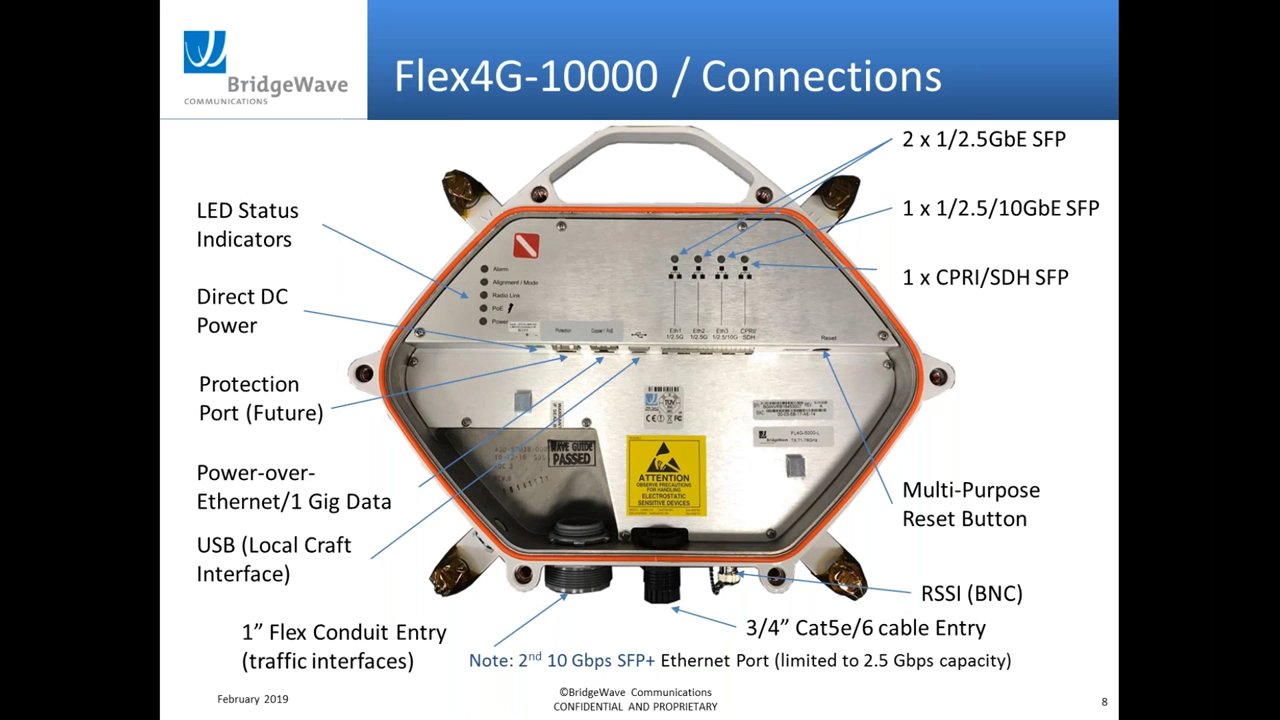 BridgeWave
COMMUNICATIONS
Flex4G-10000 / Connections
2 x 1/2.5GbE SFP
1 x 1/2.5/10GbE SFP
1 x CPRI/SDH SFP
LED Status
Indicators
Direct DC
Power
Protection
Port (Future)
Power-over-
Ethernet/1 Gig Data
USB (Local Craft
Interface)
Alarm
Alignment / Mode
Radio Link
PoE
Power
Protection
Copper / PoE
Eth1
1/2.5G
Eth2
1/2.5G
Eth3
1/2.5/10G
CPRI/
SDH
Reset
TUV
WAVE GUIDE
PASSED
ATTENTION
OBSERVE PRECAUTIONS
FOR HANDLING
ELECTROSTATIC
SENSITIVE DEVICES
BridgeWave
Multi-Purpose
Reset Button
RSSI (BNC)
3/4” Cat5e/6 cable Entry
1” Flex Conduit Entry
(traffic interfaces)
Note: 2nd 10 Gbps SFP+ Ethernet Port (limited to 2.5 Gbps capacity)
February 2019
©BridgeWave Communications
CONFIDENTIAL AND PROPRIETARY
8